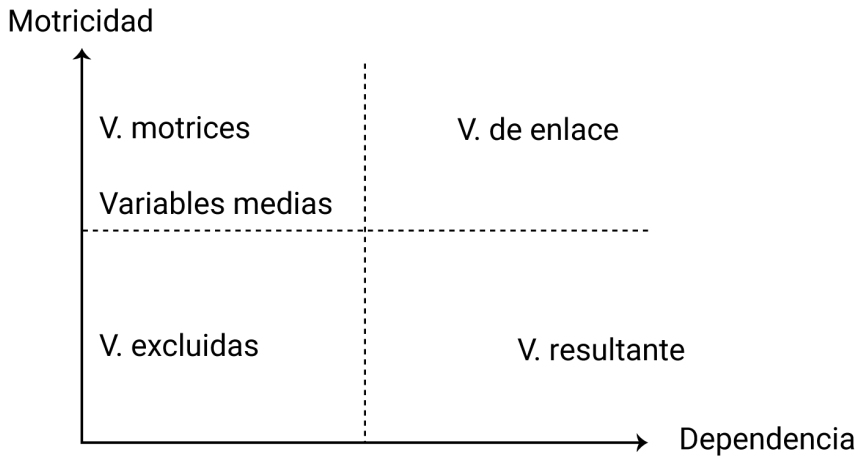 Motricidad
V. motrices
V. de enlace
Variables medias
V. excluidas
V. resultante
Dependencia